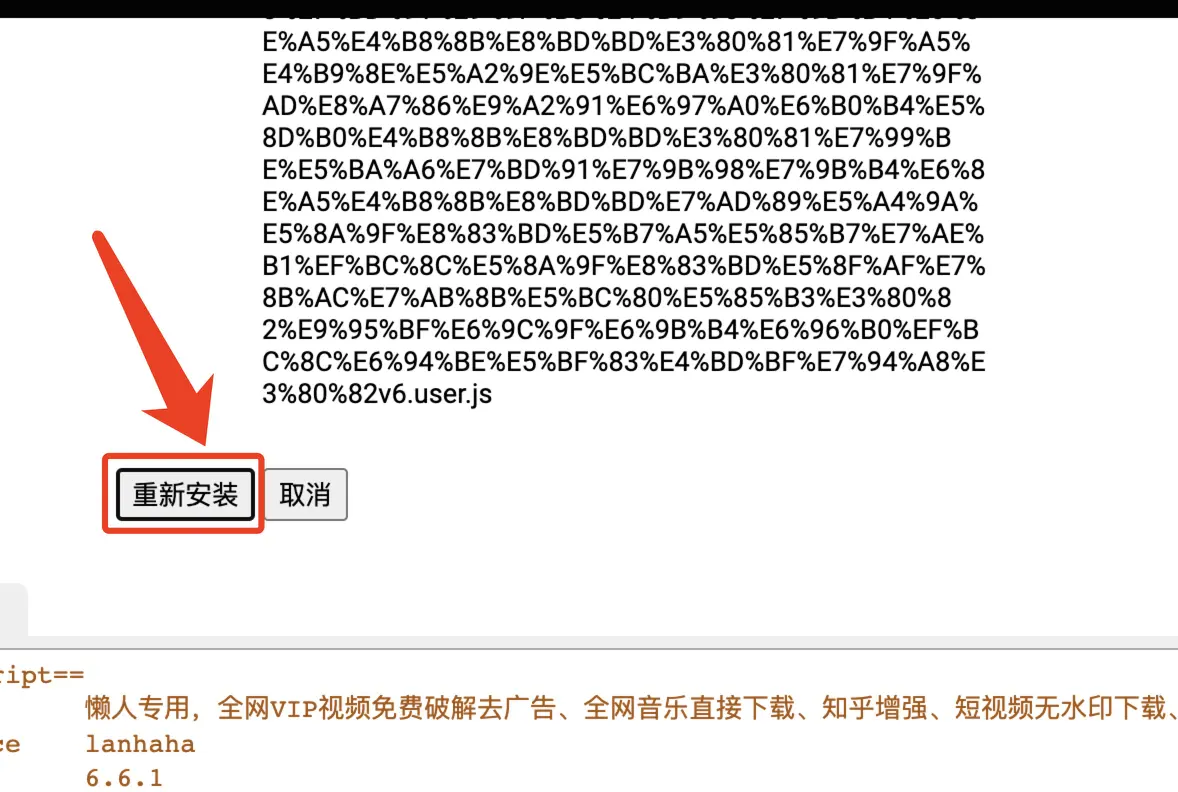 E%A5%E4%B8%8B%E8%BD%BD%E3%80%81%E7%9F%A5%
E4%B9%8E%E5%A2%9E%E5%BC%BA%E3%80%81%E7%9F%
AD%E8%A7%86%E9%A2%91%E6%97%A0%E6%B0%B4%E5%
8D%B0%E4%B8%8B%E8%BD%BD%E3%80%81%E7%99%B
E%E5%BA%A6%E7%BD%91%E7%9B%98%E7%9B%B4%E6%8
E%A5%E4%B8%8B%E8%BD%BD%E7%AD%89%E5%A4%9A%
E5%8A%9F%E8%83%BD%E5%B7%A5%E5%85%B7%E7%AE%
B1%EF%BC%8C%E5%8A%9F%E8%83%BD%E5%8F%AF%E7%
8B%AC%E7%AB%8B%E5%BC%80%E5%85%B3%E3%80%8
2%E9%95%BF%E6%9C%9F%E6%9B%B4%E6%96%B0%EF%B
C%8C%E6%94%BE%E5%BF%83%E4%BD%BF%E7%94%A8%E
3%80%82v6.user.js
重新安装 取消
ript==
懒人专用，全网VIP视频免费破解去广告、全网音乐直接下载、知乎增强、短视频无水印下载、
ce lanhaha
6.6.1